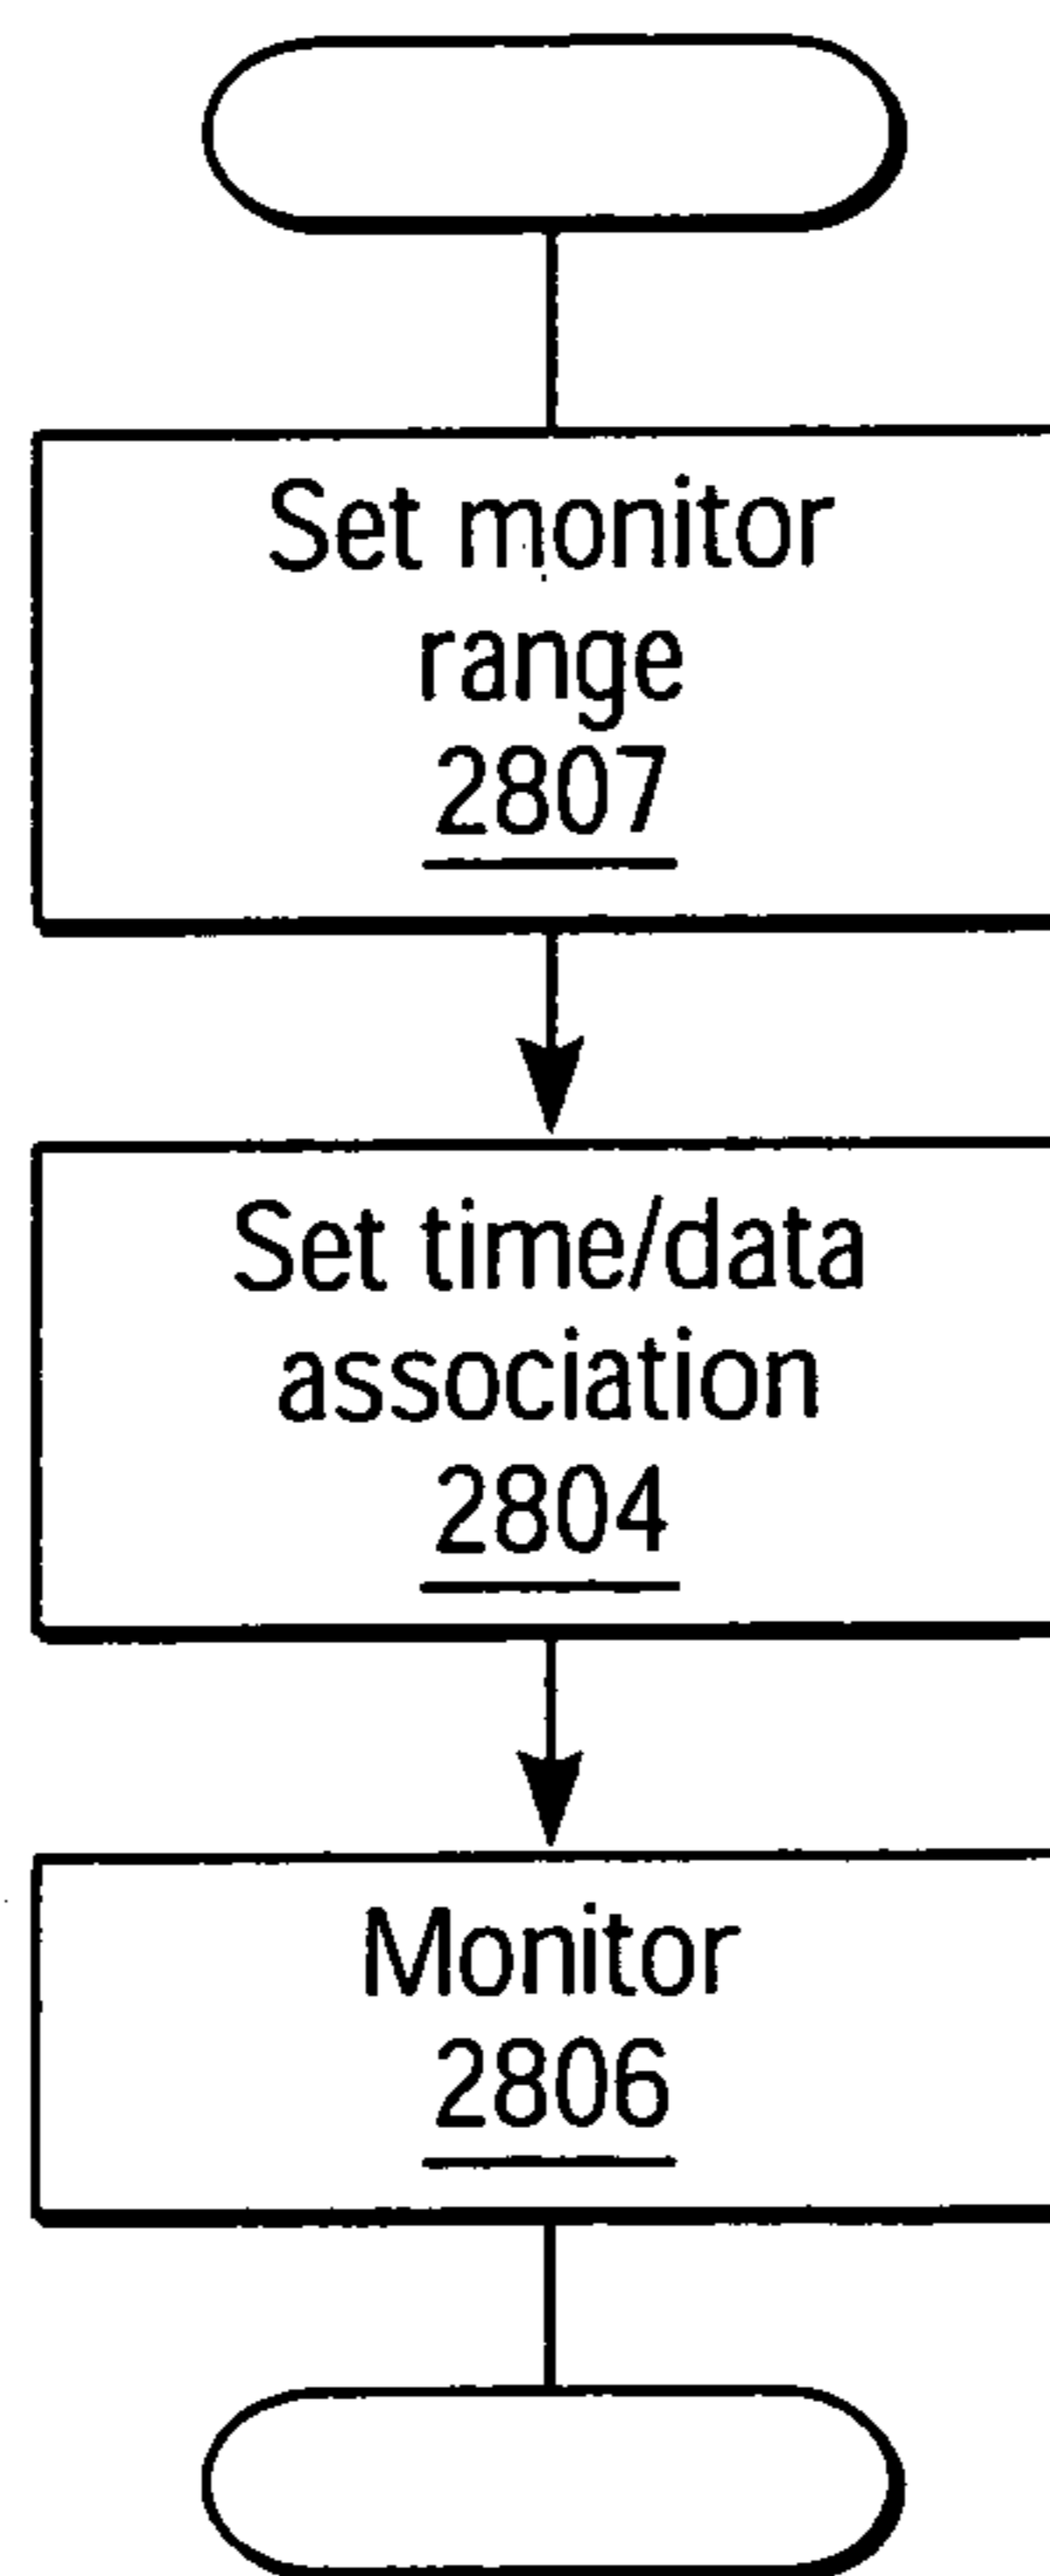 Set monitor
range
2807
Set time/data
association
2804
Monitor
2806